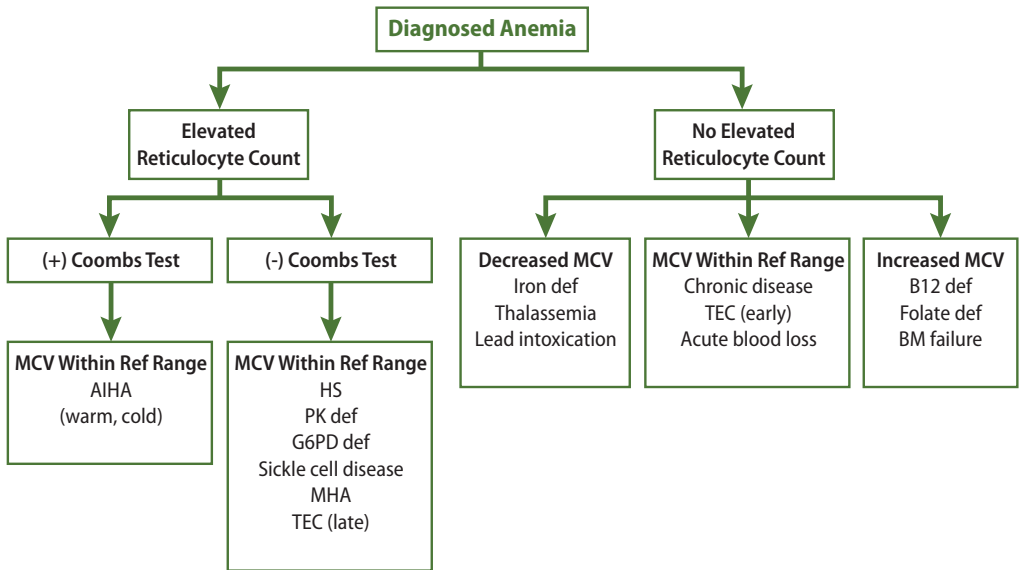 Diagnosed Anemia
Elevated
Reticulocyte Count
No Elevated
Reticulocyte Count
(+) Coombs Test
(-) Coombs Test
Decreased MCV
Iron def
Thalassemia
Lead intoxication
MCV Within Ref Range
Chronic disease
TEC (early)
Acute blood loss
Increased MCV
B12 def
Folate def
BM failure
MCV Within Ref Range
AIHA
(warm, cold)
MCV Within Ref Range
HS
PK def
G6PD def
Sickle cell disease
MHA
TEC (late)